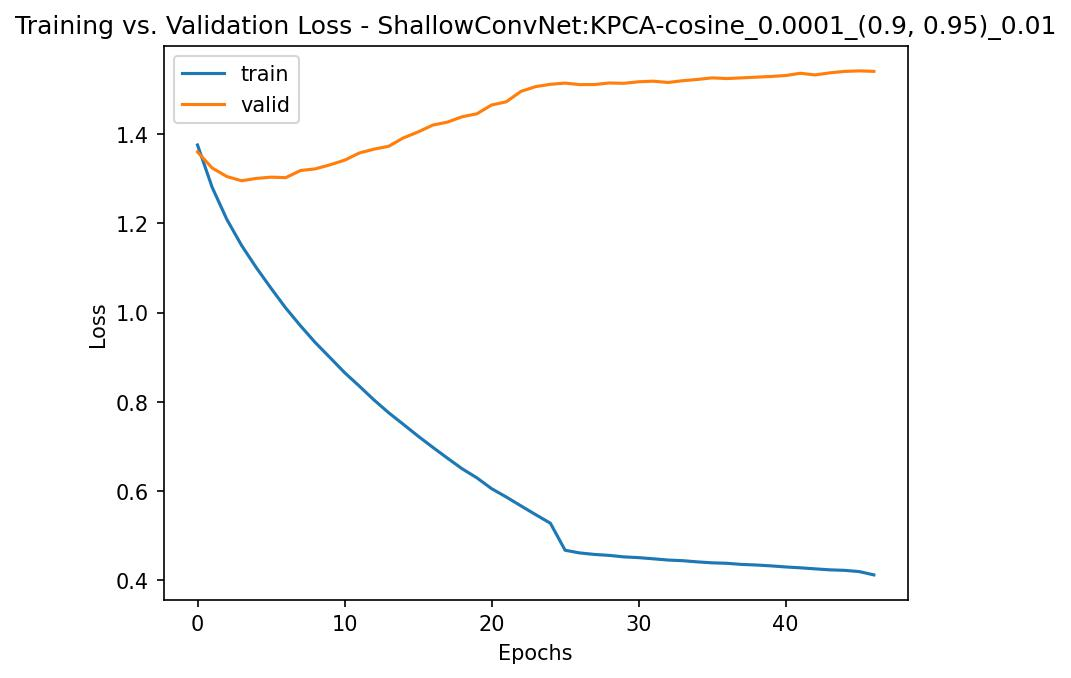 Training vs. Validation Loss - ShallowConvNet:KPCA-cosine_0.0001_(0.9, 0.95)_0.01
train
valid
1.4
1.2
1.0
0.8
0.6
0.4
Loss
0
10
20
30
40
Epochs